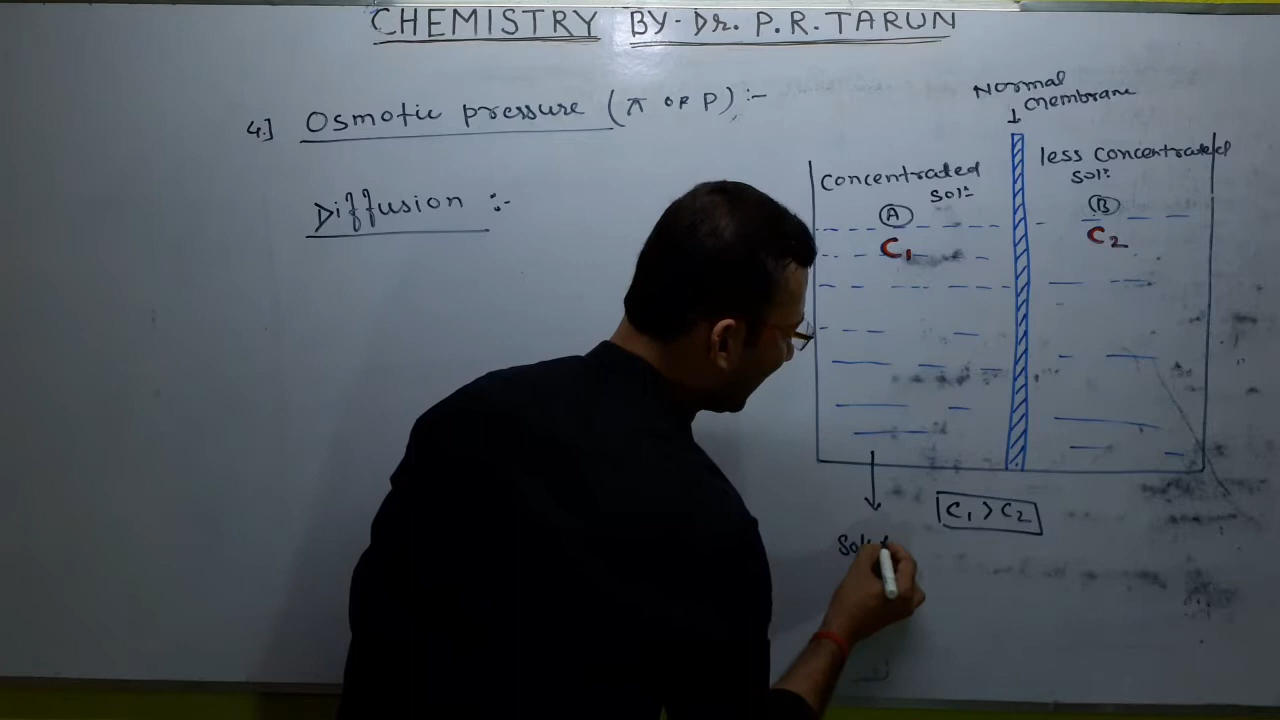 CHEMISTRY BY- Dr. P.R. TARUN
4.] Osmotic pressure (π or P) :-
Diffusion :-
Normal
membrane
↓
Concentrated
Solⁿ
less concentrated
Solⁿ
A
B
C₁
C₂
C₁ > C₂